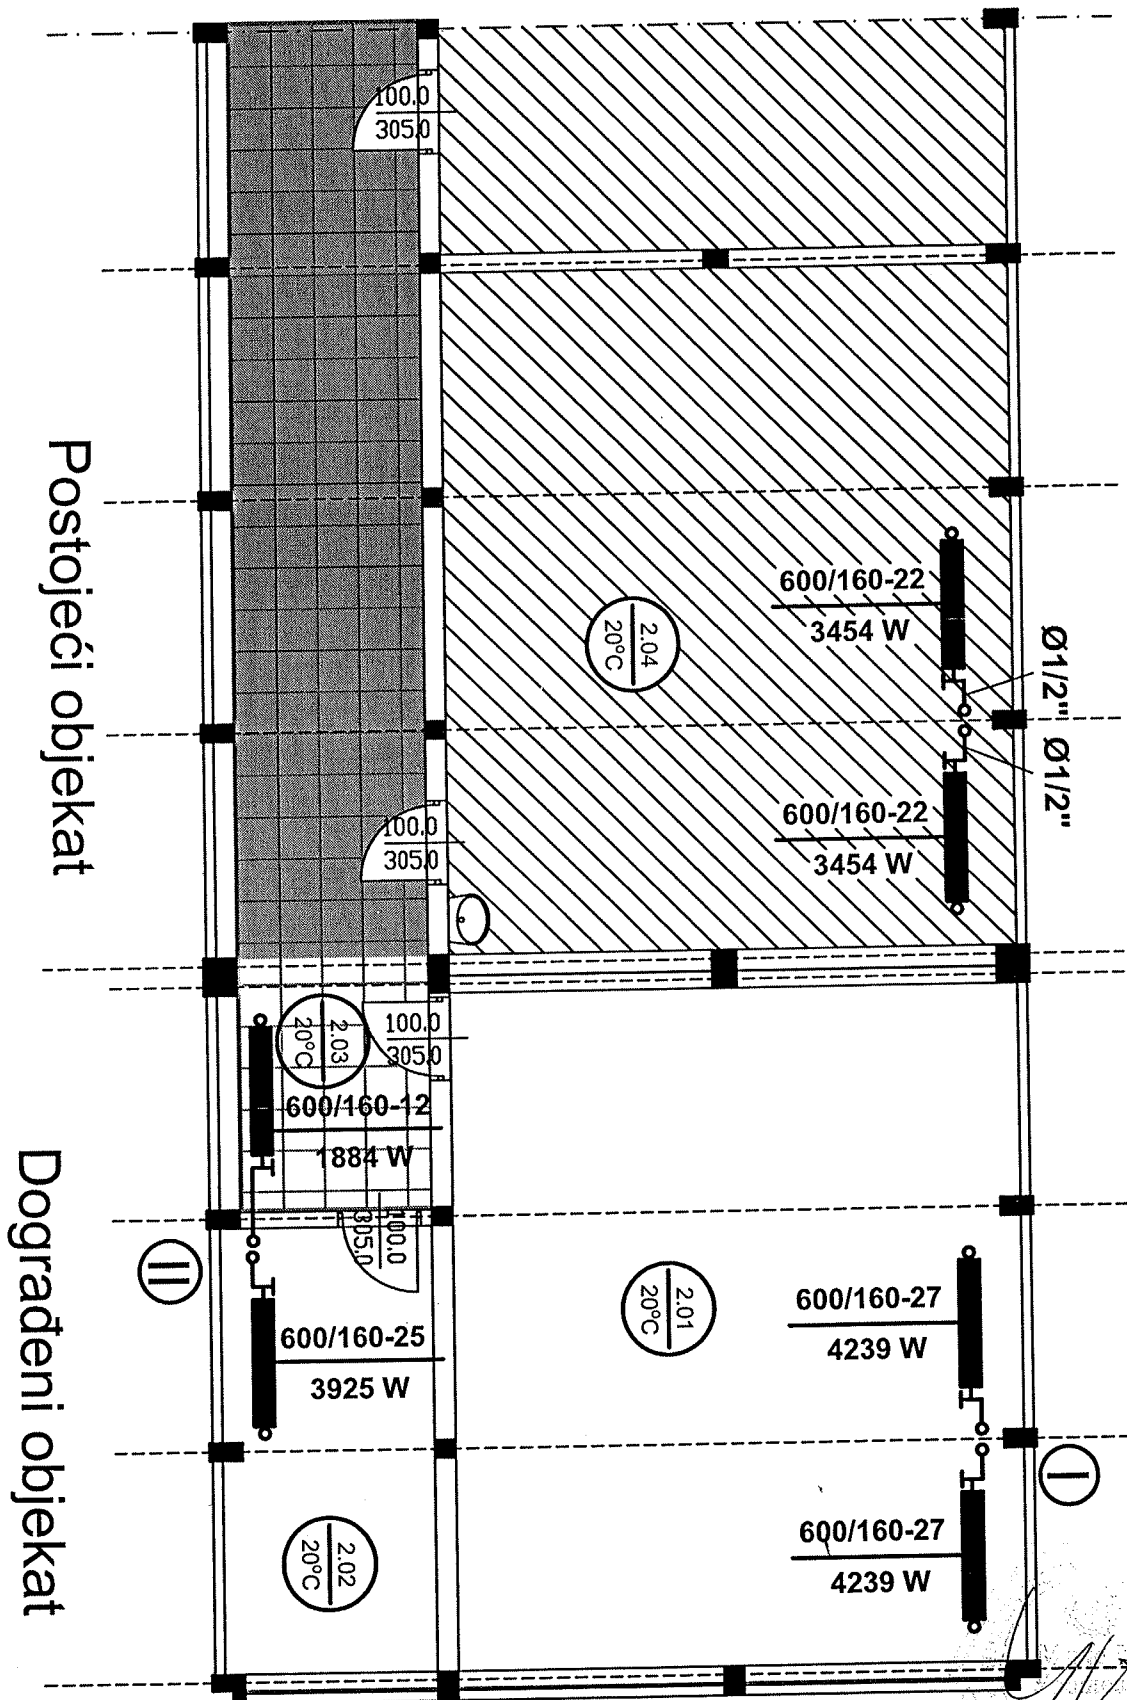 100.0
305.0
600/160-22
3454 W
2.04
20°C
Ø1/2" Ø1/2"
600/160-22
3454 W
Postojeći objekat
100.0
305.0
100.0
305.0
2.03
20°C
600/160-12
1884 W
100.0
305.0
II
600/160-25
3925 W
2.01
20°C
600/160-27
4239 W
I
600/160-27
4239 W
2.02
20°C
Dograđeni objekat